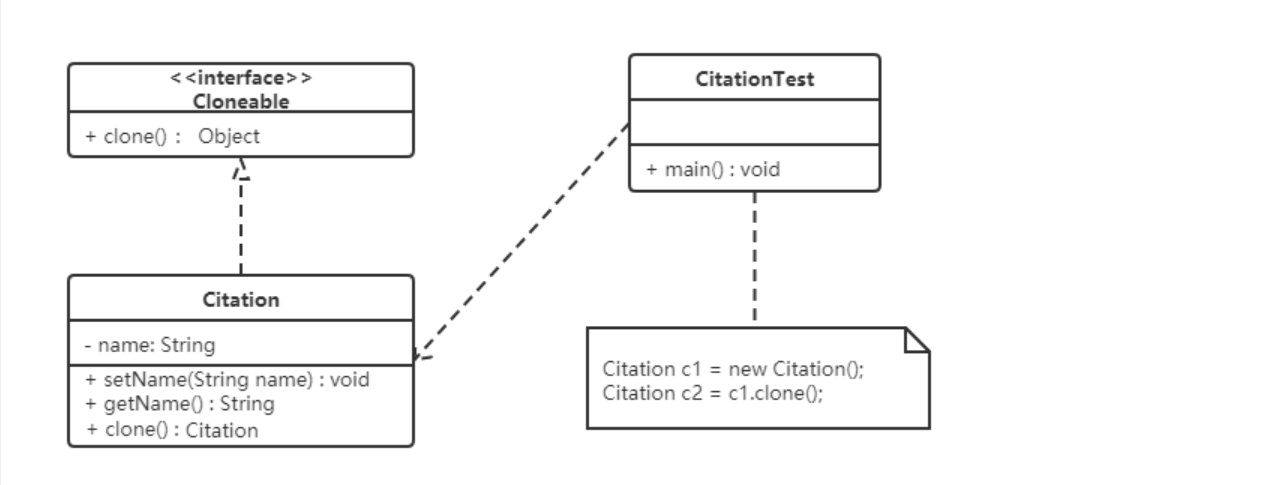 <<interface>>
Cloneable
+ clone() : Object
CitationTest
+ main() : void
Citation
- name: String
+ setName(String name) : void
+ getName() : String
+ clone() : Citation
Citation c1 = new Citation();
Citation c2 = c1.clone();